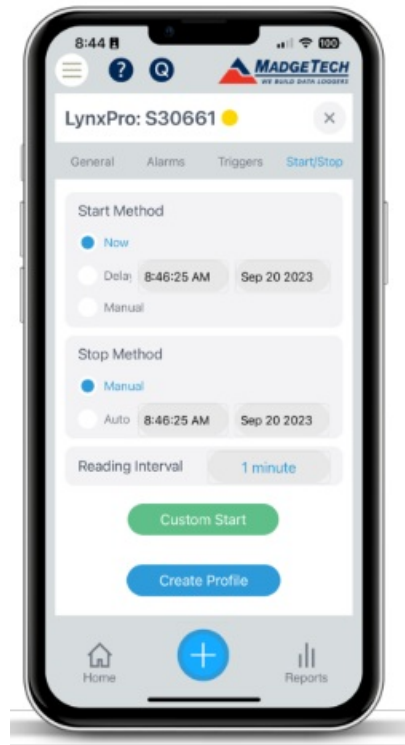 8:44 100
? Q MADGETECH
WE BUILD DATA LOGGERS
LynxPro: S30661 ×
General Alarms Triggers Start/Stop
Start Method
Now
Delay 8:46:25 AM Sep 20 2023
Manual
Stop Method
Manual
Auto 8:46:25 AM Sep 20 2023
Reading Interval 1 minute
Custom Start
Create Profile
+
Home Reports